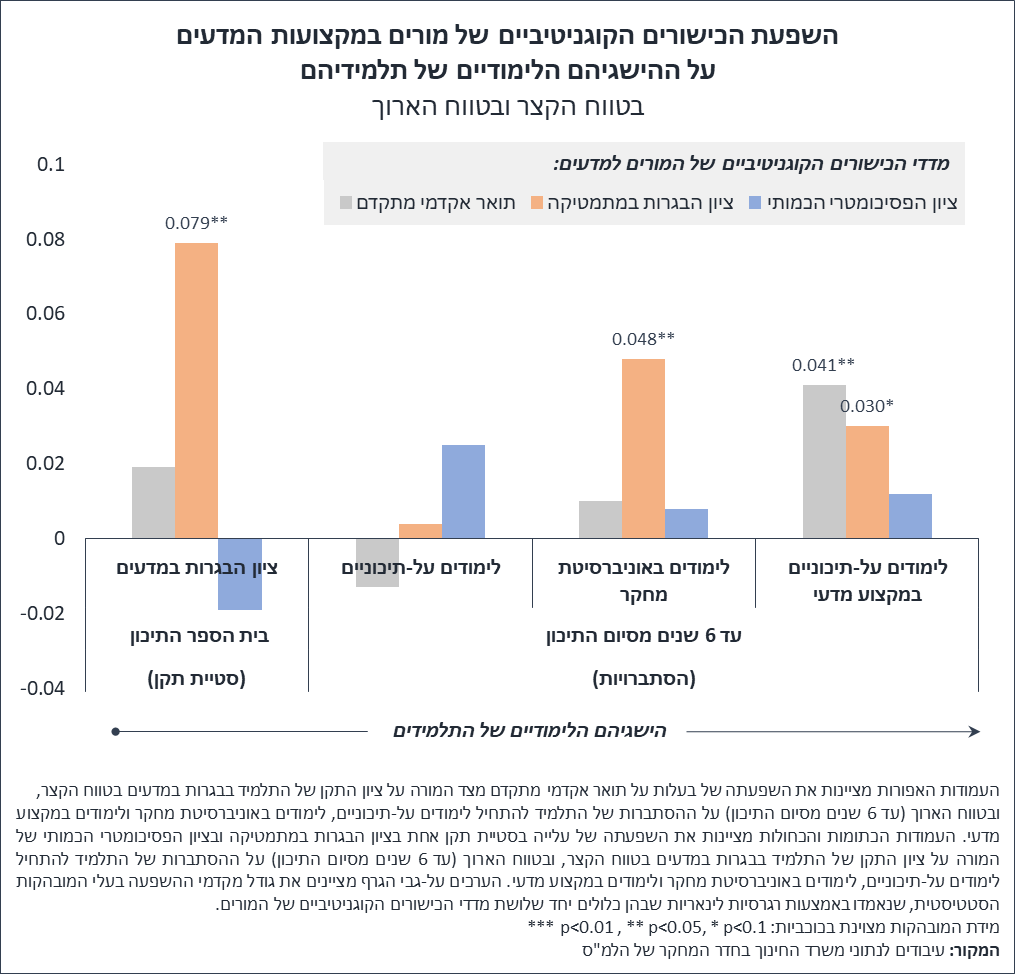 השפעת הכישורים הקוגניטיביים של מורים במקצועות המדעים
על ההישגיהם הלימודיים של תלמידיהם
בטווח הקצר ובטווח הארוך
מדדי הכישורים הקוגניטיביים של המורים למדעים:
ציון הפסיכומטרי הכמותי
ציון הבגרות במתמטיקה
תואר אקדמי מתקדם
0.1
0.08
0.06
0.04
0.02
0
-0.02
-0.04
0.079**
0.048**
0.041**
0.030*
ציון הבגרות במדעים
לימודים על-תיכוניים
לימודים באוניברסיטת
מחקר
לימודים על-תיכוניים
במקצוע מדעי
בית הספר התיכון
(סטיית תקן)
עד 6 שנים מסיום התיכון
(הסתברויות)
הישגיהם הלימודיים של התלמידים
העמודות האפורות מציינות את השפעתה של בעלות על תואר אקדמי מתקדם מצד המורה על ציון התקן של התלמיד בבגרות במדעים בטווח הקצר,
ובטווח הארוך (עד 6 שנים מסיום התיכון) על ההסתברות של התלמיד להתחיל לימודים על-תיכוניים, לימודים באוניברסיטת מחקר ולימודים במקצוע
מדעי. העמודות הכתומות והכחולות מציינות את השפעתה של עלייה בסטיית תקן אחת בציון הבגרות במתמטיקה ובציון הפסיכומטרי הכמותי של
המורה על ציון התקן של התלמיד בבגרות במדעים בטווח הקצר, ובטווח הארוך (עד 6 שנים מסיום התיכון) על ההסתברות של התלמיד להתחיל
לימודים על-תיכוניים, לימודים באוניברסיטת מחקר ולימודים במקצוע מדעי. הערכים על-גבי הגרף מציינים את גודל מקדמי ההשפעה בעלי המובהקות
הסטטיסטית, שנאמדו באמצעות רגרסיות לינאריות שבהן כלולים יחד שלושת מדדי הכישורים הקוגניטיביים של המורים.
מידת המובהקות מצוינת בכוכביות: *** p<0.01 , ** p<0.05, * p<0.1
המקור: עיבודים לנתוני משרד החינוך בחדר המחקר של הלמ"ס